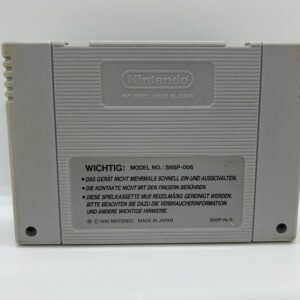 Nintendo
PAT. PEND. MADE IN JAPAN
WICHTIG: MODEL NO.: SNSP-006
• DAS GERÄT NICHT MEHRMALS SCHNELL EIN-UND AUSSCHALTEN.
• DIE KONTAKTE NICHT MIT DEN FINGERN BERÜHREN.
• DIESE SPIELKASSETTE MUß REGELMÄßIG GEREINIGT WERDEN.
BITTE BEACHTEN SIE DAZU DIE VERBRAUCHERINFORMATION
UND ANDERE WICHTIGE HINWEISE.
© 1992 NINTENDO MADE IN JAPAN